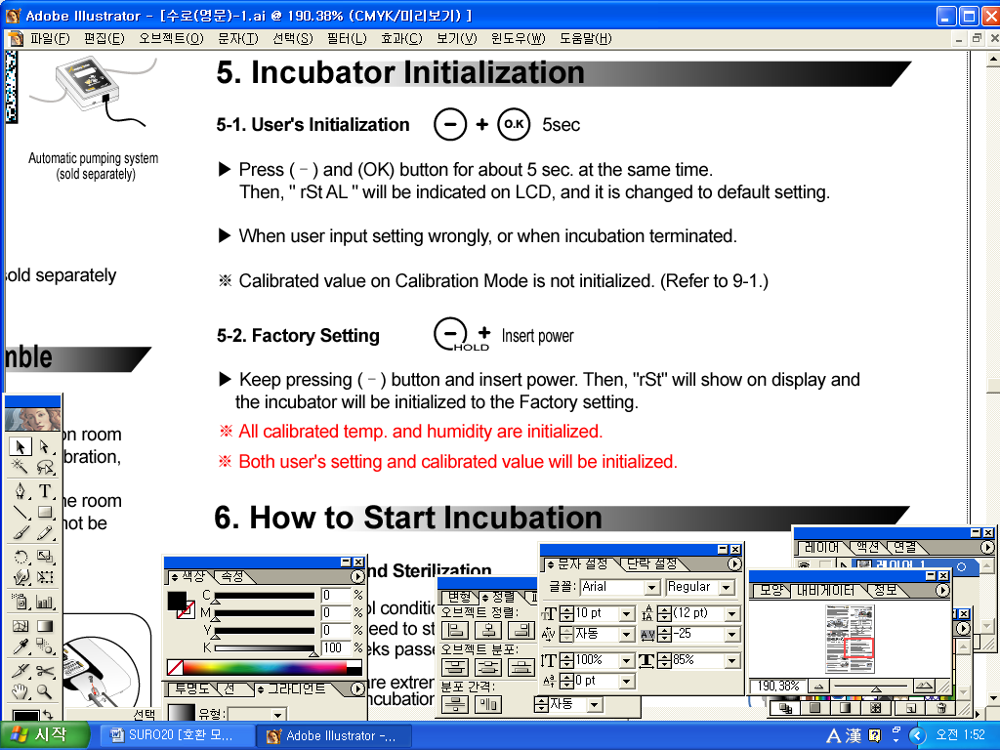 Adobe Illustrator - [수로(명문)-1.ai @ 190.38% (CMYK/미리보기) ]
파일(F) 편집(E) 오브젝트(O) 문자(T) 선택(S) 필터(L) 효과(C) 보기(V) 윈도우(W) 도움말(H)
Automatic pumping system
(sold separately)
sold separately
mble
on room
bration,
ne room
not be
5. Incubator Initialization
5-1. User's Initialization − + O.K 5sec
▶ Press ( − ) and (OK) button for about 5 sec. at the same time.
Then, " rSt AL " will be indicated on LCD, and it is changed to default setting.
▶ When user input setting wrongly, or when incubation terminated.
※ Calibrated value on Calibration Mode is not initialized. (Refer to 9-1.)
5-2. Factory Setting − HOLD + Insert power
▶ Keep pressing ( − ) button and insert power. Then, "rSt" will show on display and
the incubator will be initialized to the Factory setting.
※ All calibrated temp. and humidity are initialized.
※ Both user's setting and calibrated value will be initialized.
6. How to Start Incubation
nd Sterilization
ol conditic
eed to st
eks passe
are extrem
ncubation
색상 속성
C 0 %
M 0 %
Y 0 %
K 100 %
투명도 선 그라디언트
유형:
선택
변형 정렬
오브젝트 정렬:
오브젝트 분포:
분포 간격:
자동
문자 설정 단락 설정
글꼴: Arial Regular
10 pt (12 pt)
자동 -25
100% 85%
0 pt
레이어 액션 연결
레이어 1
모양 내비게이터 정보
190.38%
시작 SURO20 [호환 모... Adobe Illustrator -... A 漢 오전 1:52